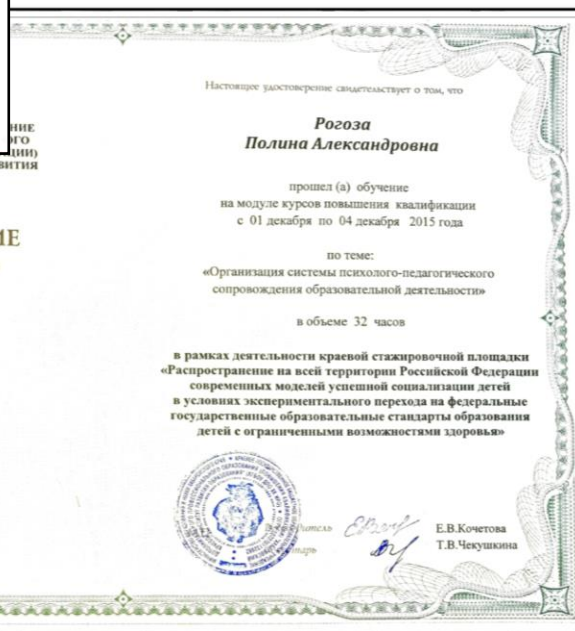 НИЕ
ОГО
ЦИИ)
ВИТИЯ
ИЕ
Настоящее удостоверение свидетельствует о том, что
Рогоза
Полина Александровна
прошел (а) обучение
на модуле курсов повышения квалификации
с 01 декабря по 04 декабря 2015 года
по теме:
«Организация системы психолого-педагогического
сопровождения образовательной деятельности»
в объеме 32 часов
в рамках деятельности краевой стажировочной площадки
«Распространение на всей территории Российской Федерации
современных моделей успешной социализации детей
в условиях экспериментального перехода на федеральные
государственные образовательные стандарты образования
детей с ограниченными возможностями здоровья»
Е.В.Кочетова
Т.В.Чекушкина